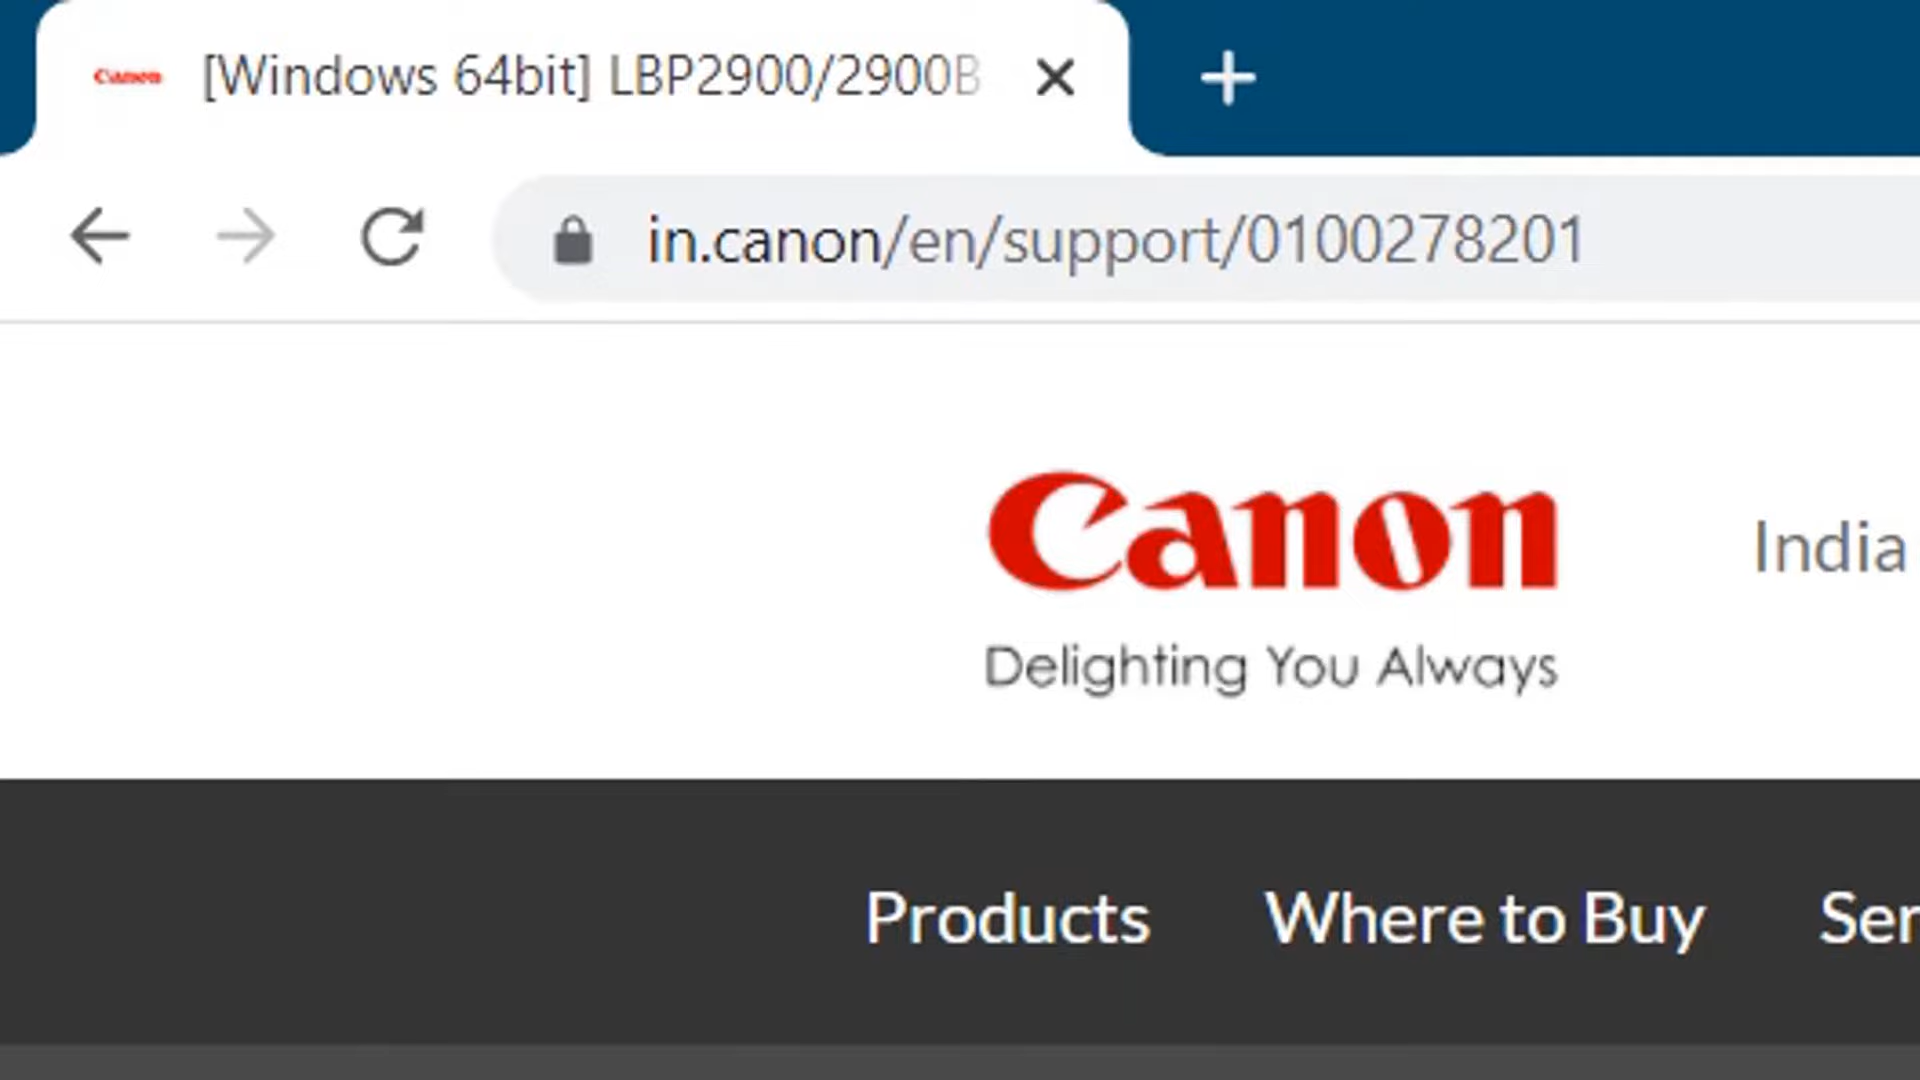 Canon [Windows 64bit] LBP2900/2900B
in.canon/en/support/0100278201
Canon
India
Delighting You Always
Products Where to Buy Ser